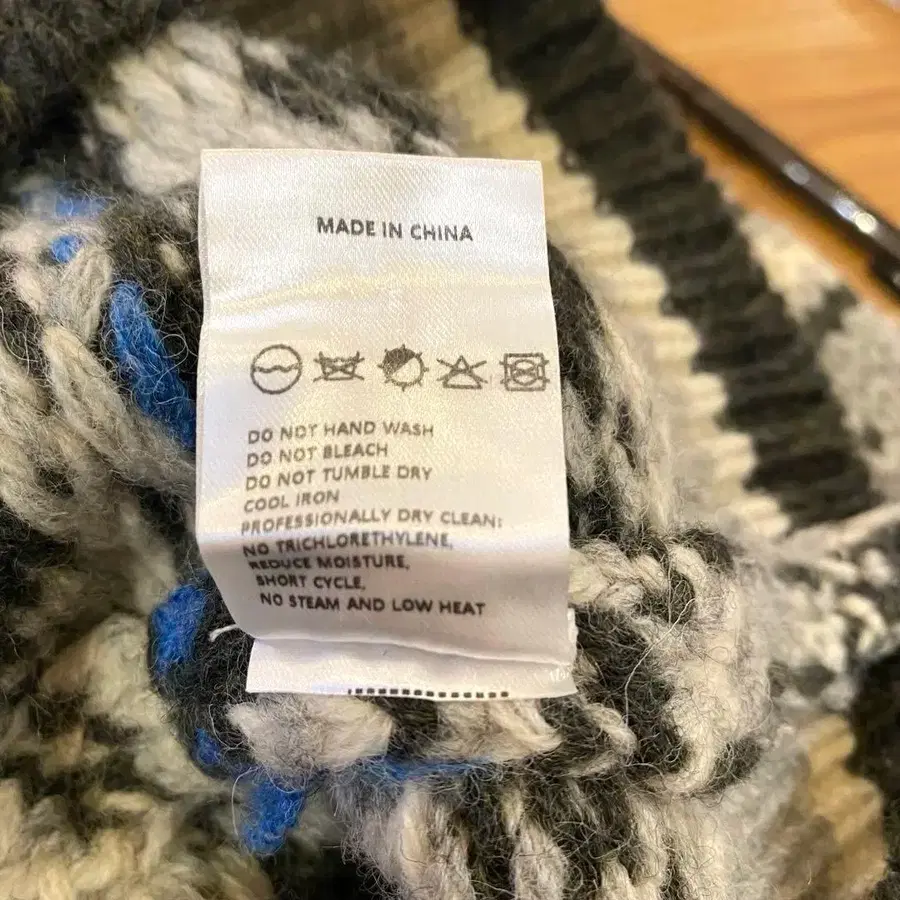 MADE IN CHINA
DO NOT HAND WASH
DO NOT BLEACH
DO NOT TUMBLE DRY
COOL IRON
PROFESSIONALLY DRY CLEAN:
NO TRICHLORETHYLENE,
REDUCE MOISTURE,
SHORT CYCLE,
NO STEAM AND LOW HEAT